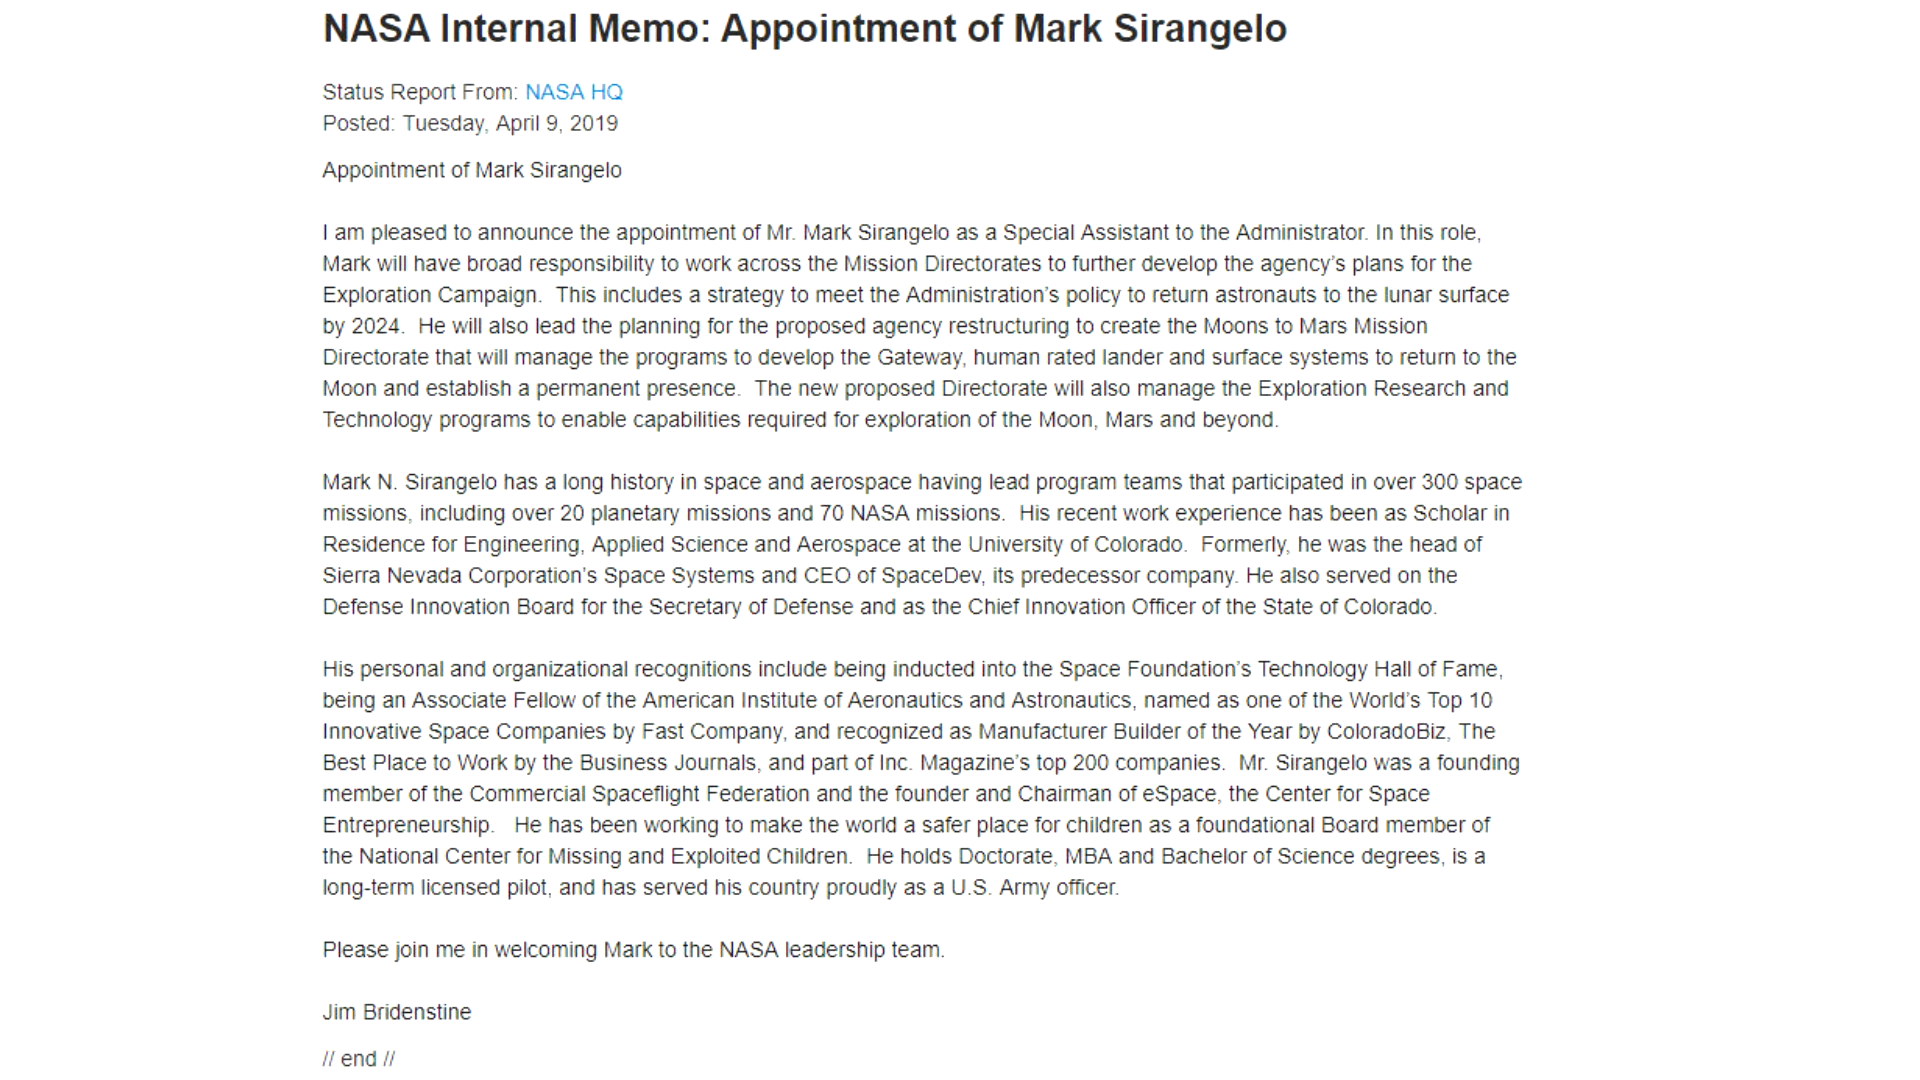 NASA Internal Memo: Appointment of Mark Sirangelo
Status Report From: NASA HQ
Posted: Tuesday, April 9, 2019
Appointment of Mark Sirangelo
I am pleased to announce the appointment of Mr. Mark Sirangelo as a Special Assistant to the Administrator. In this role,
Mark will have broad responsibility to work across the Mission Directorates to further develop the agency’s plans for the
Exploration Campaign.  This includes a strategy to meet the Administration’s policy to return astronauts to the lunar surface
by 2024.  He will also lead the planning for the proposed agency restructuring to create the Moons to Mars Mission
Directorate that will manage the programs to develop the Gateway, human rated lander and surface systems to return to the
Moon and establish a permanent presence.  The new proposed Directorate will also manage the Exploration Research and
Technology programs to enable capabilities required for exploration of the Moon, Mars and beyond.
Mark N. Sirangelo has a long history in space and aerospace having lead program teams that participated in over 300 space
missions, including over 20 planetary missions and 70 NASA missions.  His recent work experience has been as Scholar in
Residence for Engineering, Applied Science and Aerospace at the University of Colorado.  Formerly, he was the head of
Sierra Nevada Corporation’s Space Systems and CEO of SpaceDev, its predecessor company. He also served on the
Defense Innovation Board for the Secretary of Defense and as the Chief Innovation Officer of the State of Colorado.
His personal and organizational recognitions include being inducted into the Space Foundation’s Technology Hall of Fame,
being an Associate Fellow of the American Institute of Aeronautics and Astronautics, named as one of the World’s Top 10
Innovative Space Companies by Fast Company, and recognized as Manufacturer Builder of the Year by ColoradoBiz, The
Best Place to Work by the Business Journals, and part of Inc. Magazine’s top 200 companies.  Mr. Sirangelo was a founding
member of the Commercial Spaceflight Federation and the founder and Chairman of eSpace, the Center for Space
Entrepreneurship.   He has been working to make the world a safer place for children as a foundational Board member of
the National Center for Missing and Exploited Children.  He holds Doctorate, MBA and Bachelor of Science degrees, is a
long-term licensed pilot, and has served his country proudly as a U.S. Army officer.
Please join me in welcoming Mark to the NASA leadership team.
Jim Bridenstine
// end //